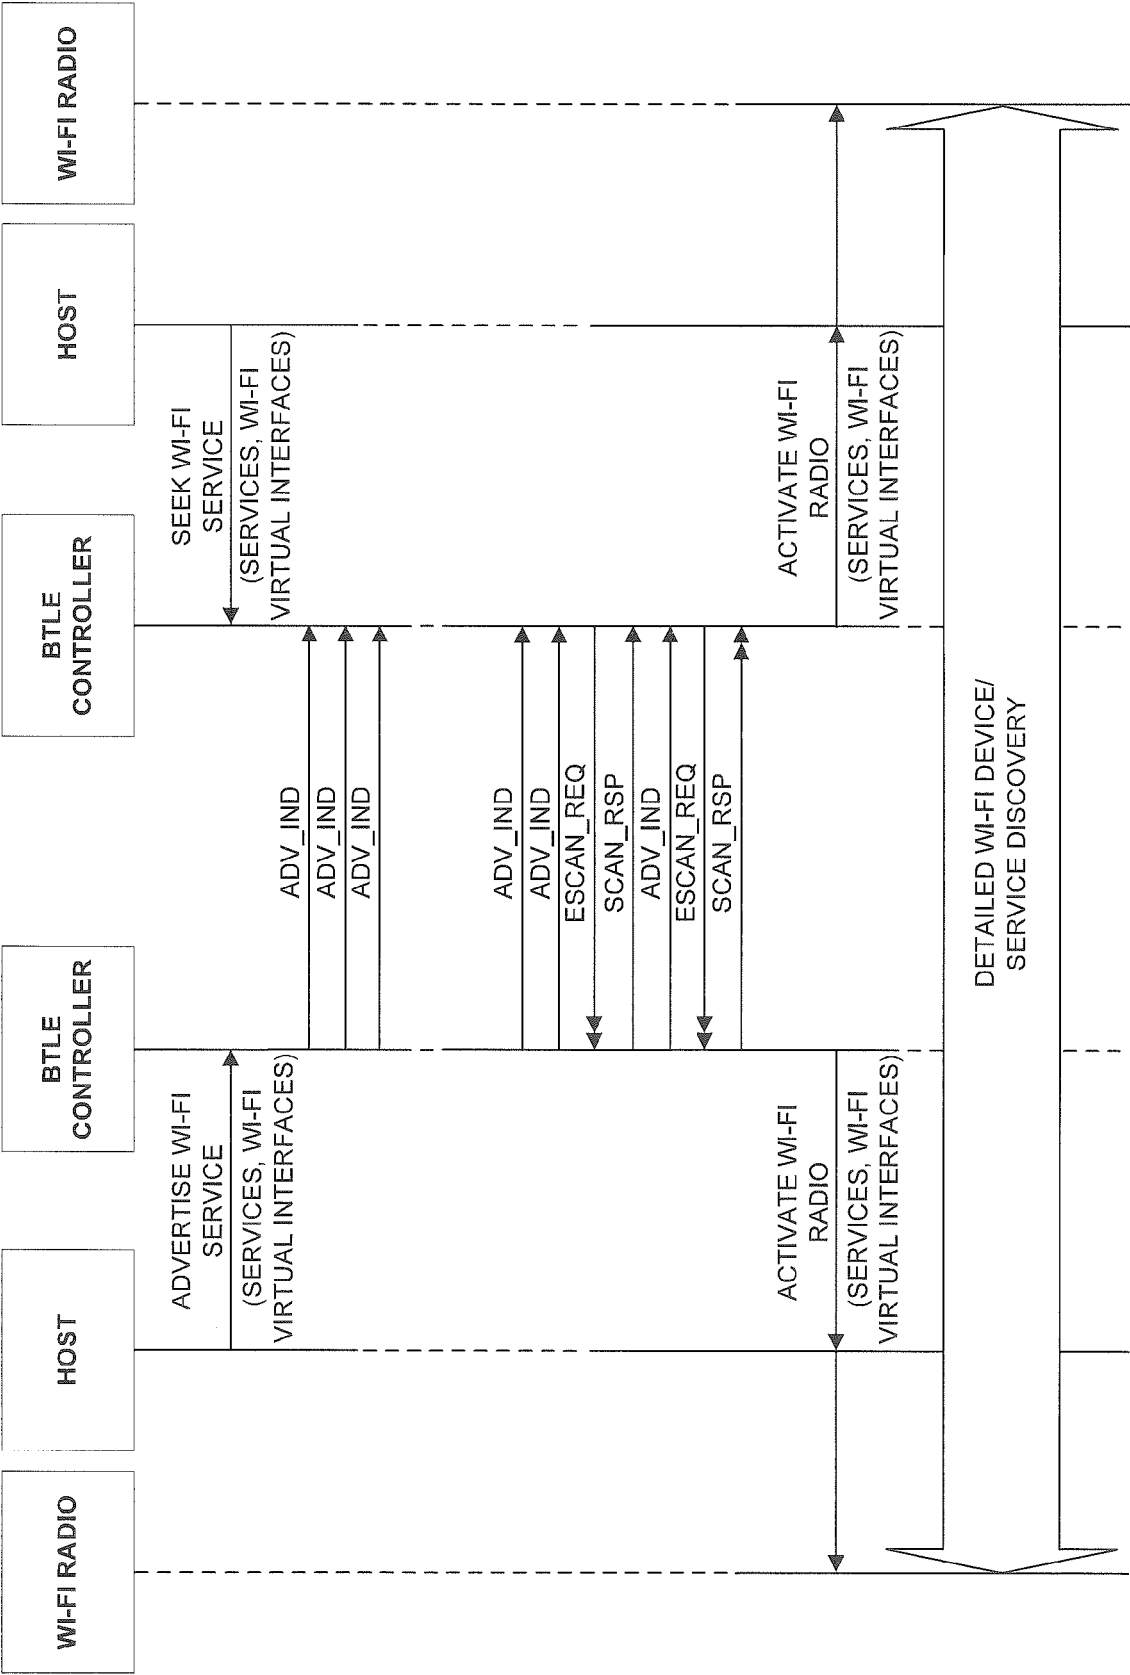 WI-FI RADIO
HOST
BTLE
CONTROLLER
BTLE
CONTROLLER
HOST
WI-FI RADIO
ADVERTISE WI-FI
SERVICE
(SERVICES, WI-FI
VIRTUAL INTERFACES)
SEEK WI-FI
SERVICE
(SERVICES, WI-FI
VIRTUAL INTERFACES)
ADV_IND
ADV_IND
ADV_IND
ADV_IND
ADV_IND
ESCAN_REQ
SCAN_RSP
ADV_IND
ESCAN_REQ
SCAN_RSP
ACTIVATE WI-FI
RADIO
(SERVICES, WI-FI
VIRTUAL INTERFACES)
ACTIVATE WI-FI
RADIO
(SERVICES, WI-FI
VIRTUAL INTERFACES)
DETAILED WI-FI DEVICE/
SERVICE DISCOVERY